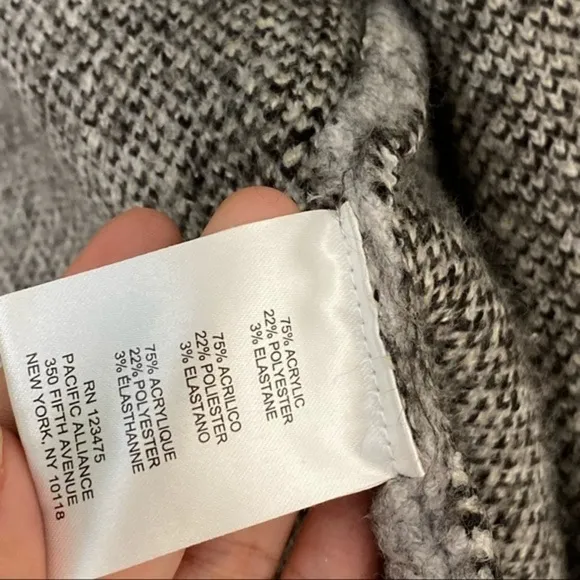 75% ACRYLIC
22% POLYESTER
3% ELASTANE
75% ACRILICO
22% POLIESTER
3% ELASTANO
75% ACRYLIQUE
22% POLYESTER
3% ÉLASTHANNE
RN 123475
PACIFIC ALLIANCE
350 FIFTH AVENUE
NEW YORK, NY 10118